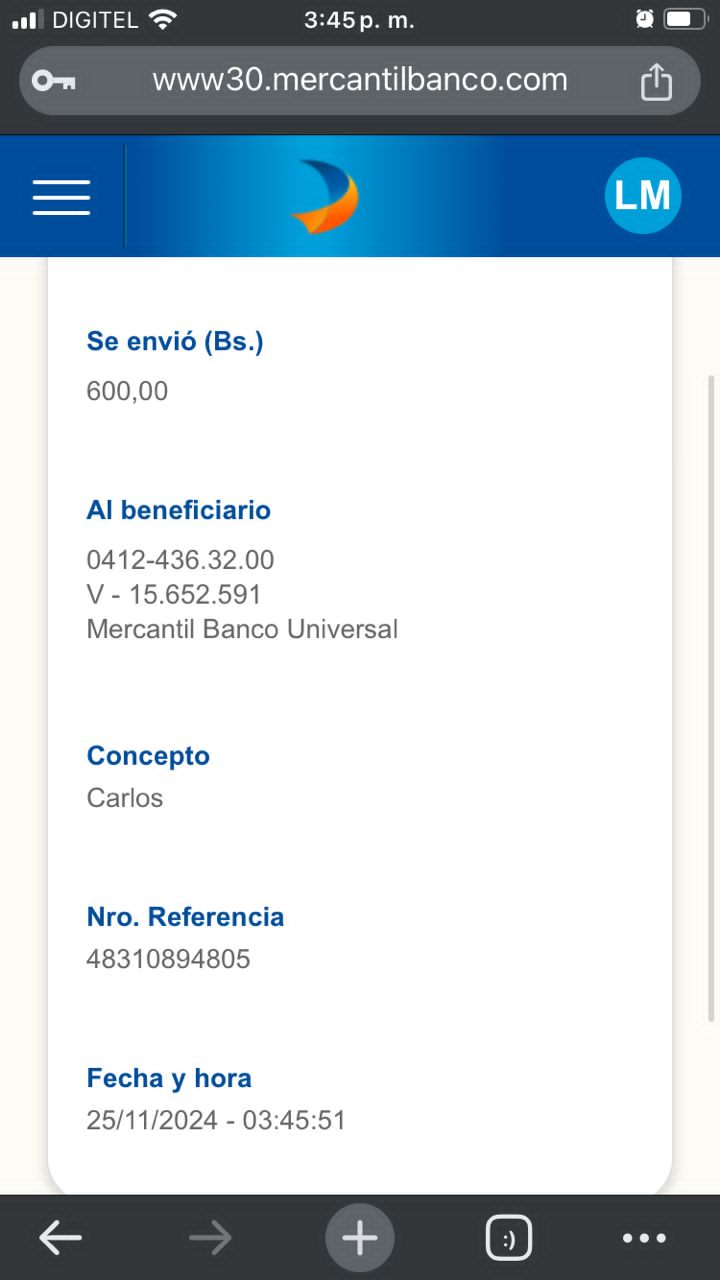 DIGITEL 3:45 p. m.
www30.mercantilbanco.com
LM
Se envió (Bs.)
600,00
Al beneficiario
0412-436.32.00
V - 15.652.591
Mercantil Banco Universal
Concepto
Carlos
Nro. Referencia
48310894805
Fecha y hora
25/11/2024 - 03:45:51
:)